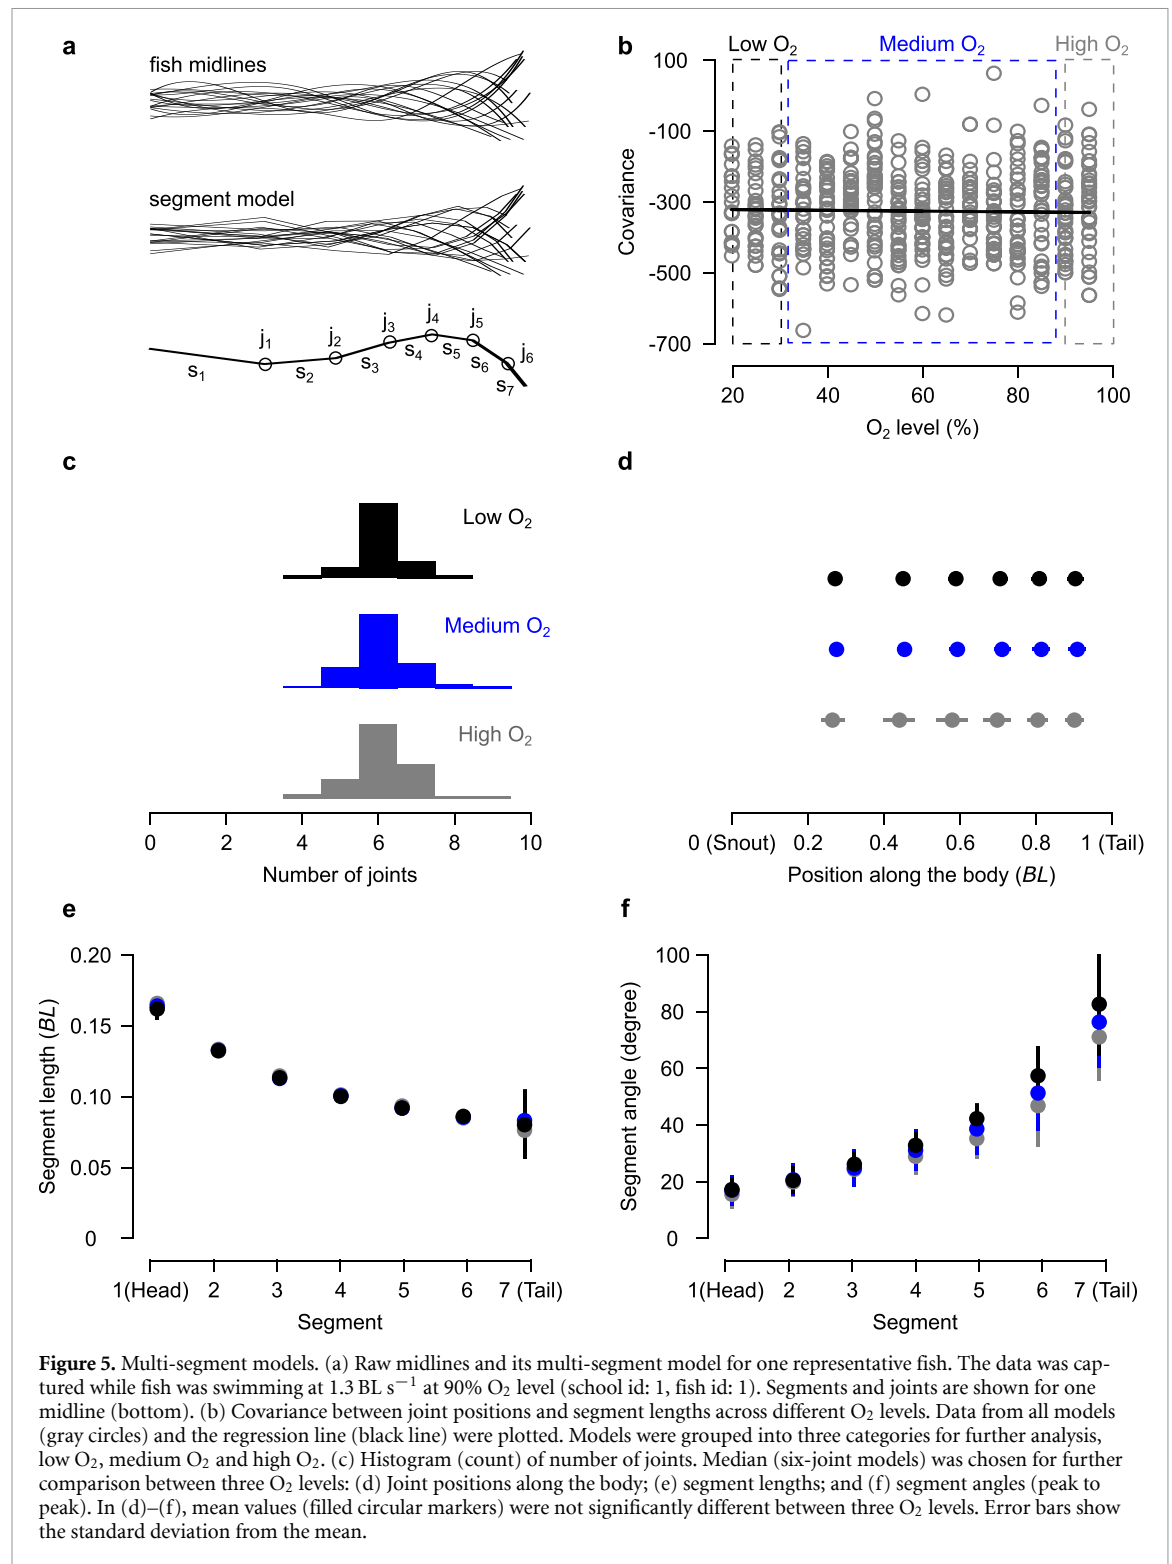 a
fish midlines
segment model
j1 j2 j3 j4 j5 j6
s1 s2 s3 s4 s5 s6 s7
b
Low O2 Medium O2 High O2
100
-100
-300
-500
-700
Covariance
20 40 60 80 100
O2 level (%)
c
Low O2
Medium O2
High O2
0 2 4 6 8 10
Number of joints
d
0 (Snout) 0.2 0.4 0.6 0.8 1 (Tail)
Position along the body (BL)
e
0.20
0.15
0.10
0.05
0
Segment length (BL)
1(Head) 2 3 4 5 6 7 (Tail)
Segment
f
100
80
60
40
20
0
Segment angle (degree)
1(Head) 2 3 4 5 6 7 (Tail)
Segment
Figure 5. Multi-segment models. (a) Raw midlines and its multi-segment model for one representative fish. The data was cap-
tured while fish was swimming at 1.3 BL s−1 at 90% O2 level (school id: 1, fish id: 1). Segments and joints are shown for one
midline (bottom). (b) Covariance between joint positions and segment lengths across different O2 levels. Data from all models
(gray circles) and the regression line (black line) were plotted. Models were grouped into three categories for further analysis,
low O2, medium O2 and high O2. (c) Histogram (count) of number of joints. Median (six-joint models) was chosen for further
comparison between three O2 levels: (d) Joint positions along the body; (e) segment lengths; and (f) segment angles (peak to
peak). In (d)–(f), mean values (filled circular markers) were not significantly different between three O2 levels. Error bars show
the standard deviation from the mean.